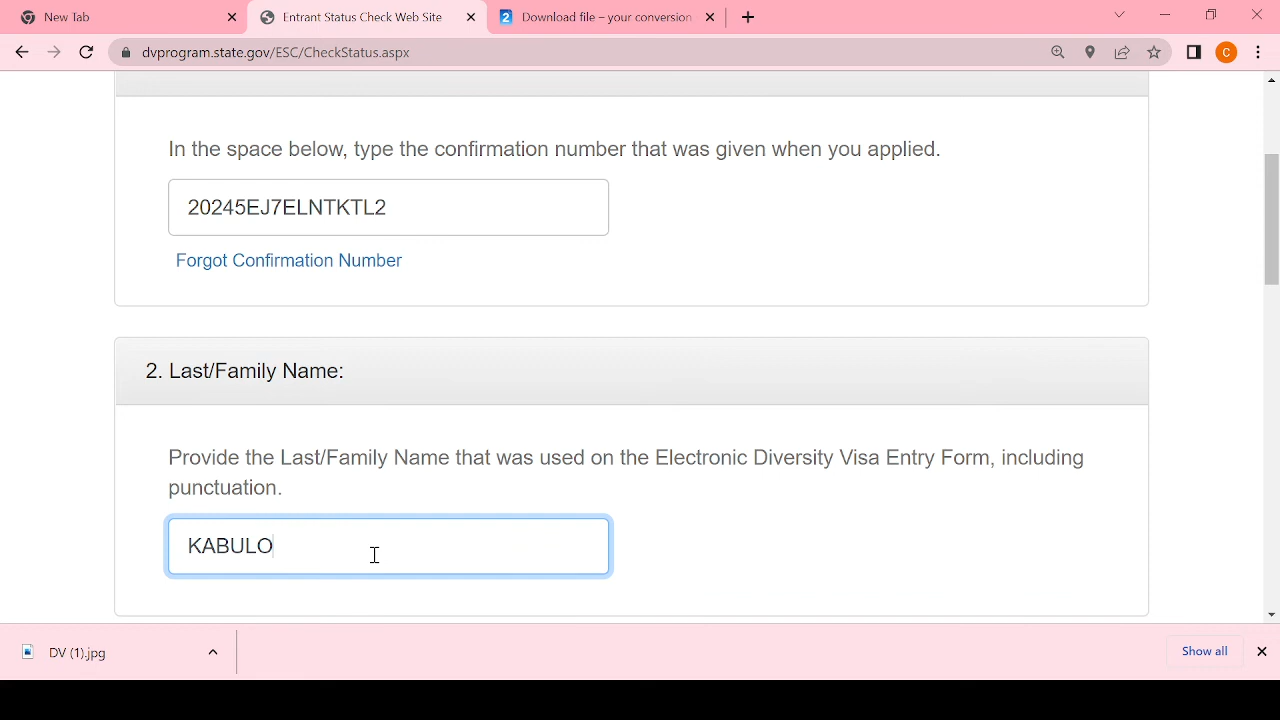 New Tab
Entrant Status Check Web Site
Download file – your conversion
dvprogram.state.gov/ESC/CheckStatus.aspx
C
In the space below, type the confirmation number that was given when you applied.
20245EJ7ELNTKTL2
Forgot Confirmation Number
2. Last/Family Name:
Provide the Last/Family Name that was used on the Electronic Diversity Visa Entry Form, including
punctuation.
KABULO
DV (1).jpg
Show all